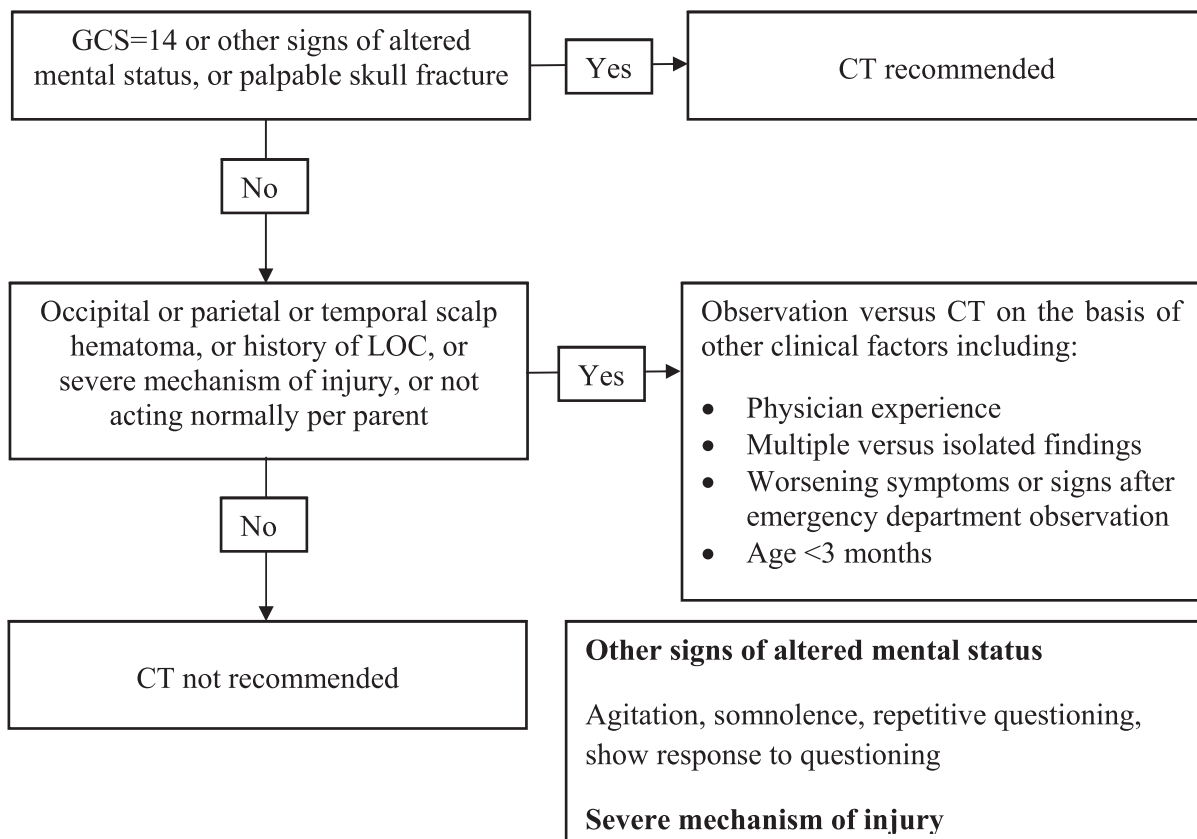 GCS=14 or other signs of altered
mental status, or palpable skull fracture
Yes
CT recommended
No
Occipital or parietal or temporal scalp
hematoma, or history of LOC, or
severe mechanism of injury, or not
acting normally per parent
Yes
Observation versus CT on the basis of
other clinical factors including:
• Physician experience
• Multiple versus isolated findings
• Worsening symptoms or signs after
emergency department observation
• Age <3 months
No
CT not recommended
Other signs of altered mental status
Agitation, somnolence, repetitive questioning,
show response to questioning
Severe mechanism of injury